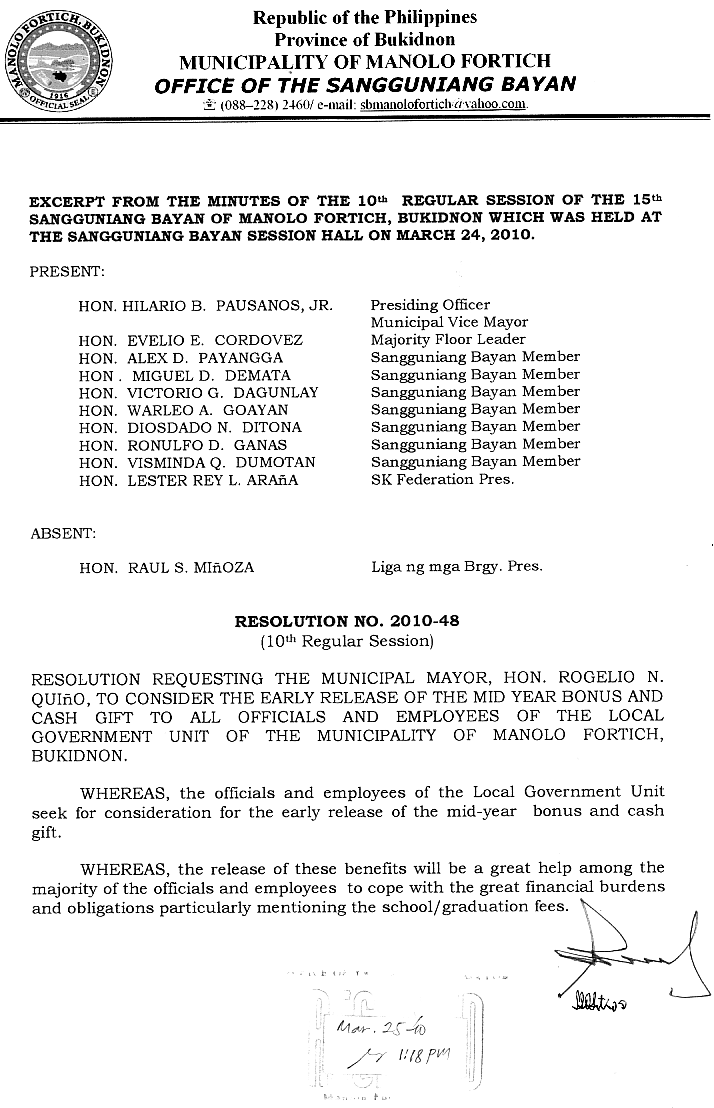 Republic of the Philippines
Province of Bukidnon
MUNICIPALITY OF MANOLO FORTICH
OFFICE OF THE SANGGUNIANG BAYAN
☏ (088–228) 2460/ e-mail: sbmanolofortich@yahoo.com.
MANOLO FORTICH, BUKIDNON
1916
OFFICIAL SEAL
EXCERPT FROM THE MINUTES OF THE 10th REGULAR SESSION OF THE 15th
SANGGUNIANG BAYAN OF MANOLO FORTICH, BUKIDNON WHICH WAS HELD AT
THE SANGGUNIANG BAYAN SESSION HALL ON MARCH 24, 2010.
PRESENT:
HON. HILARIO B. PAUSANOS, JR. Presiding Officer
Municipal Vice Mayor
HON. EVELIO E. CORDOVEZ Majority Floor Leader
HON. ALEX D. PAYANGGA Sangguniang Bayan Member
HON . MIGUEL D. DEMATA Sangguniang Bayan Member
HON. VICTORIO G. DAGUNLAY Sangguniang Bayan Member
HON. WARLEO A. GOAYAN Sangguniang Bayan Member
HON. DIOSDADO N. DITONA Sangguniang Bayan Member
HON. RONULFO D. GANAS Sangguniang Bayan Member
HON. VISMINDA Q. DUMOTAN Sangguniang Bayan Member
HON. LESTER REY L. ARAñA SK Federation Pres.
ABSENT:
HON. RAUL S. MIñOZA Liga ng mga Brgy. Pres.
RESOLUTION NO. 2010-48
(10th Regular Session)
RESOLUTION REQUESTING THE MUNICIPAL MAYOR, HON. ROGELIO N.
QUIñO, TO CONSIDER THE EARLY RELEASE OF THE MID YEAR BONUS AND
CASH GIFT TO ALL OFFICIALS AND EMPLOYEES OF THE LOCAL
GOVERNMENT UNIT OF THE MUNICIPALITY OF MANOLO FORTICH,
BUKIDNON.
WHEREAS, the officials and employees of the Local Government Unit
seek for consideration for the early release of the mid-year bonus and cash
gift.
WHEREAS, the release of these benefits will be a great help among the
majority of the officials and employees to cope with the great financial burdens
and obligations particularly mentioning the school/graduation fees.
Mar. 25-10
1:18 PM